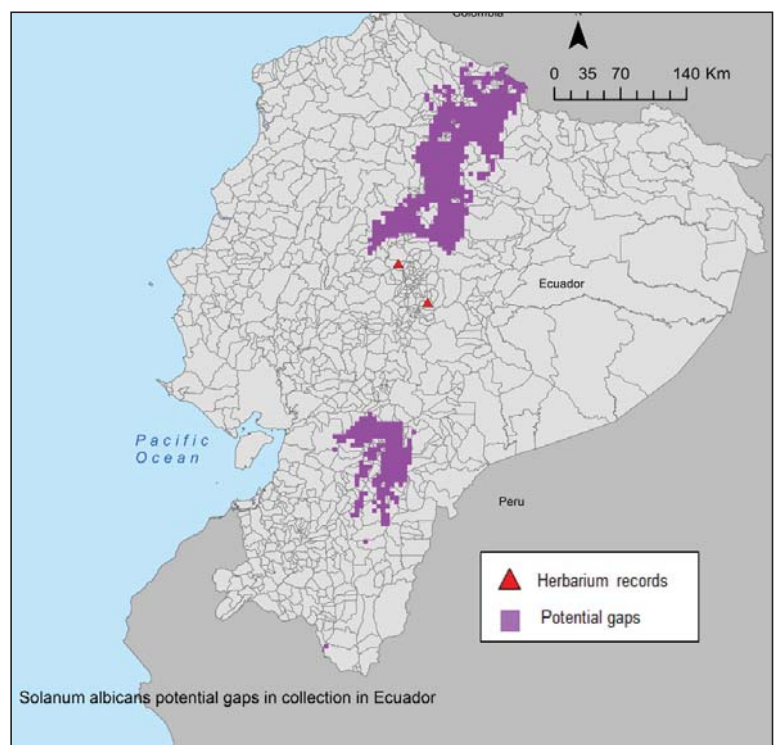 Colombia
N
0 35 70 140 Km
Ecuador
Pacific
Ocean
Peru
Herbarium records
Potential gaps
Solanum albicans potential gaps in collection in Ecuador